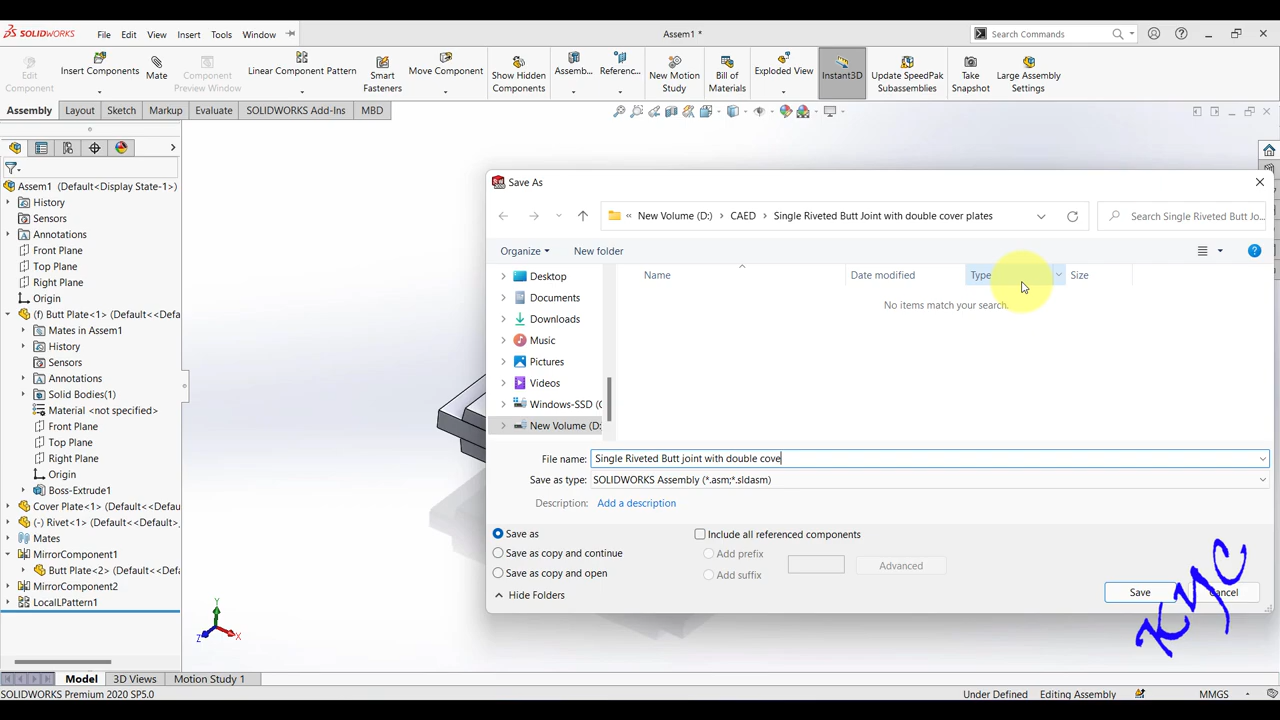 SOLIDWORKS File Edit View Insert Tools Window Assem1 * Search Commands
Edit Component
Insert Components
Mate
Component Preview Window
Linear Component Pattern
Smart Fasteners
Move Component
Show Hidden Components
Assemb...
Referenc...
New Motion Study
Bill of Materials
Exploded View
Instant3D
Update SpeedPak Subassemblies
Take Snapshot
Large Assembly Settings
Assembly Layout Sketch Markup Evaluate SOLIDWORKS Add-Ins MBD
Assem1 (Default<Display State-1>)
History
Sensors
Annotations
Front Plane
Top Plane
Right Plane
Origin
(f) Butt Plate<1> (Default<
Mates in Assem1
History
Sensors
Annotations
Solid Bodies(1)
Material <not specified>
Front Plane
Top Plane
Right Plane
Origin
Boss-Extrude1
Cover Plate<1> (Default<Defau
(-) Rivet<1> (Default<Default>_
Mates
MirrorComponent1
Butt Plate<2> (Default<Defa
MirrorComponent2
LocalLPattern1
Save As
« New Volume (D:) > CAED > Single Riveted Butt Joint with double cover plates
Search Single Riveted Butt Jo...
Organize New folder
Desktop
Documents
Downloads
Music
Pictures
Videos
Windows-SSD (C
New Volume (D:
Name Date modified Type Size
No items match your search.
File name: Single Riveted Butt joint with double cove
Save as type: SOLIDWORKS Assembly (*.asm;*.sldasm)
Description: Add a description
Save as
Save as copy and continue
Save as copy and open
Include all referenced components
Add prefix
Add suffix
Advanced
Hide Folders
Save
Cancel
KYC
Y
X
Z
Model 3D Views Motion Study 1
SOLIDWORKS Premium 2020 SP5.0 Under Defined Editing Assembly MMGS